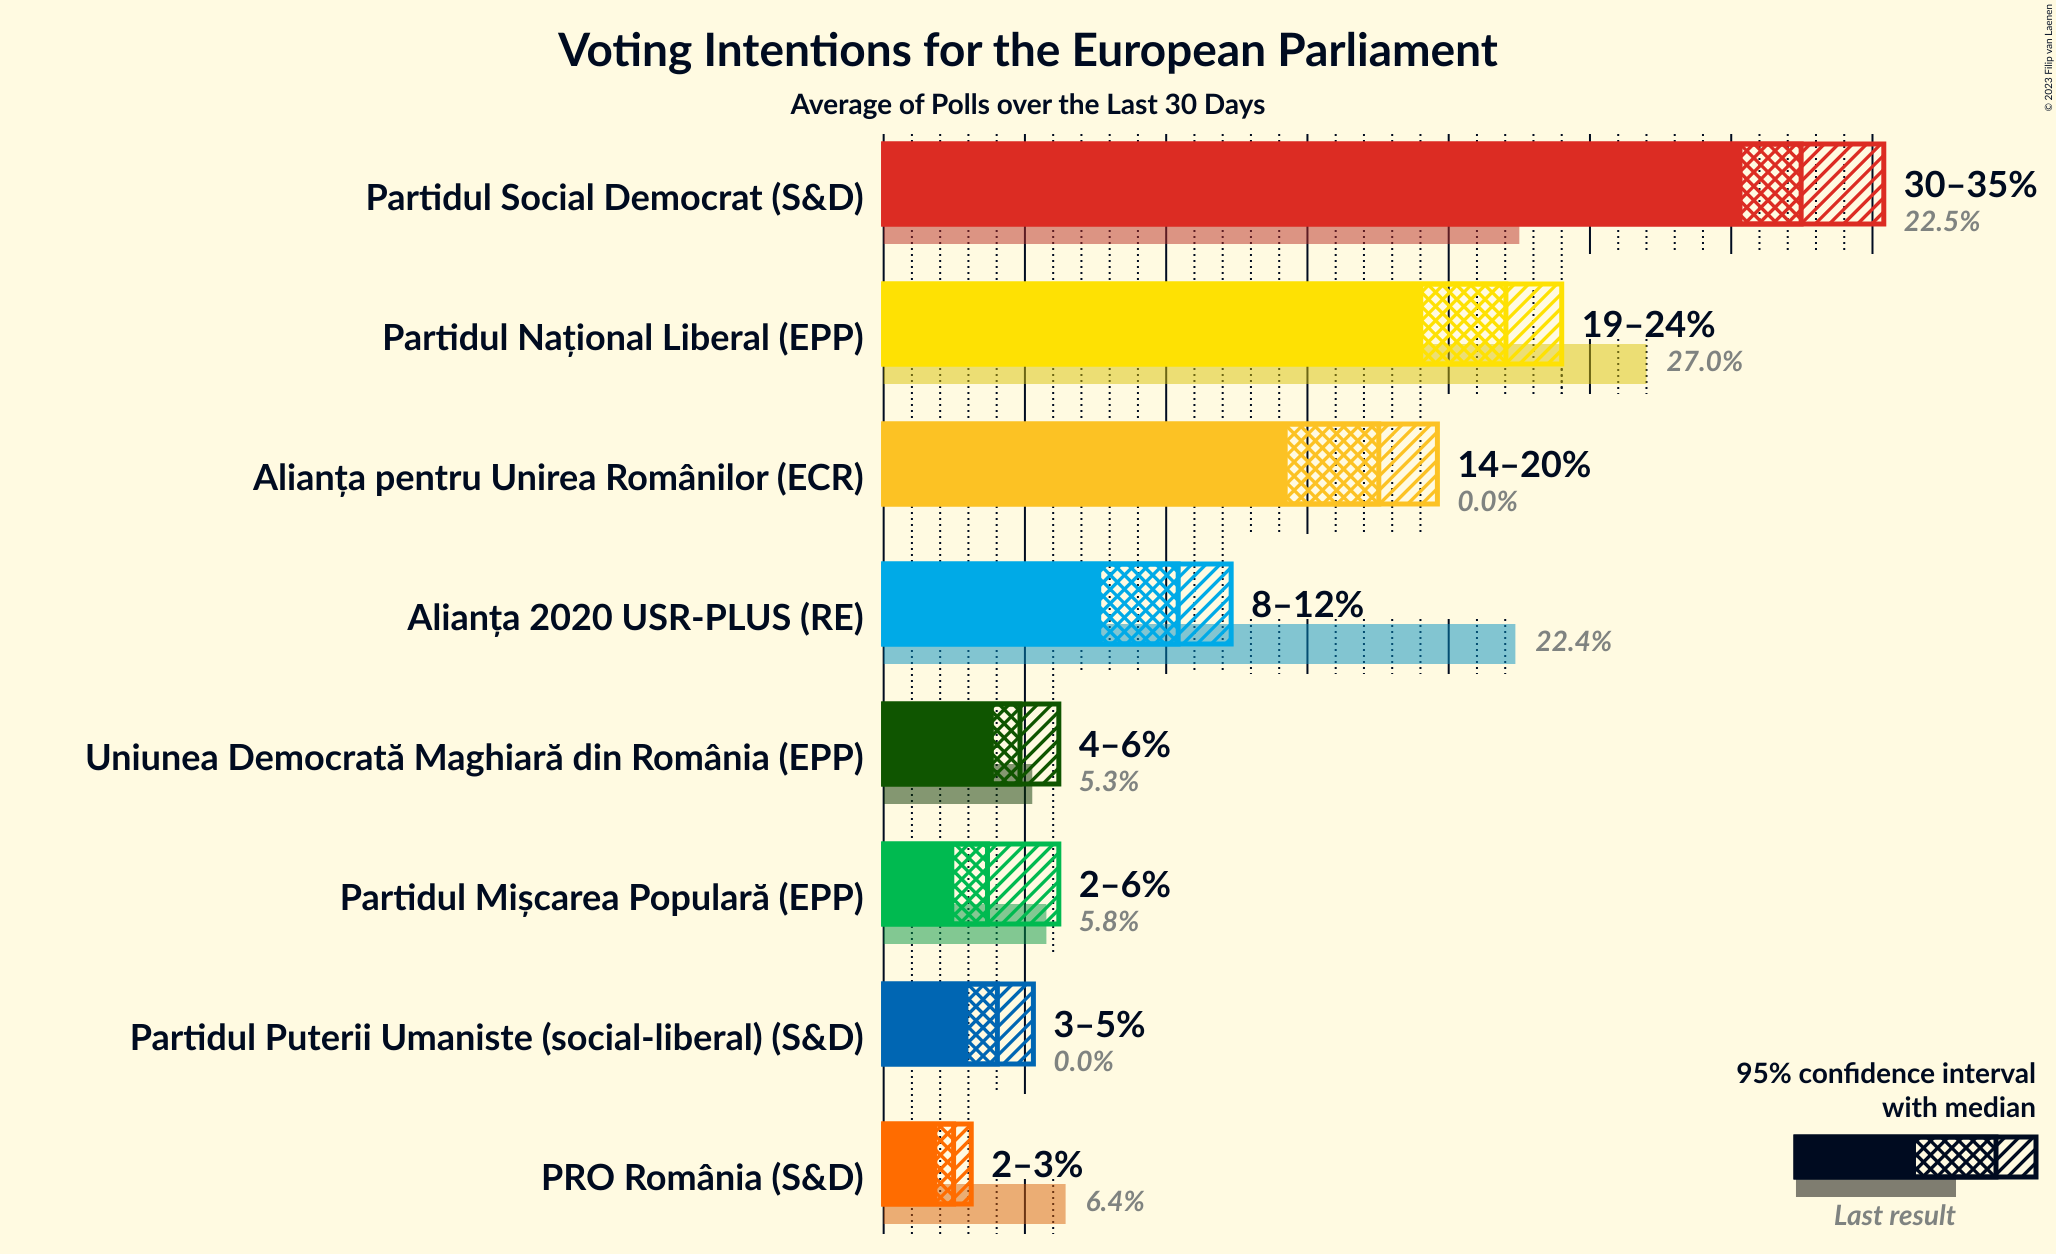 Voting Intentions for the European Parliament
Average of Polls over the Last 30 Days
© 2023 Filip van Laenen
Partidul Social Democrat (S&D)
30–35%
22.5%
Partidul Național Liberal (EPP)
19–24%
27.0%
Alianța pentru Unirea Românilor (ECR)
14–20%
0.0%
Alianța 2020 USR-PLUS (RE)
8–12%
22.4%
Uniunea Democrată Maghiară din România (EPP)
4–6%
5.3%
Partidul Mișcarea Populară (EPP)
2–6%
5.8%
Partidul Puterii Umaniste (social-liberal) (S&D)
3–5%
0.0%
PRO România (S&D)
2–3%
6.4%
95% confidence interval
with median
Last result